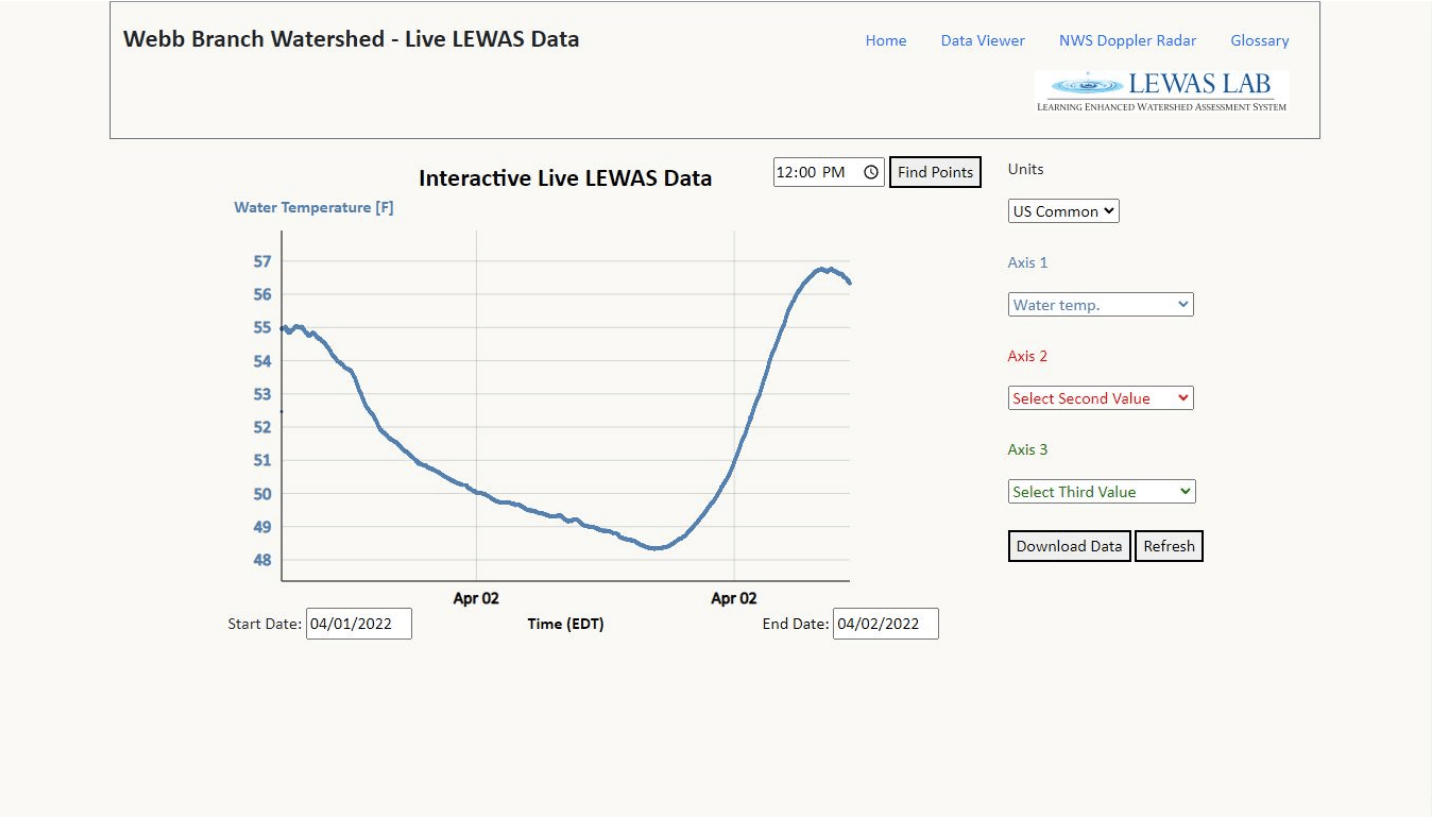 Webb Branch Watershed - Live LEWAS Data
Home Data Viewer NWS Doppler Radar Glossary
LEWAS LAB
LEARNING ENHANCED WATERSHED ASSESSMENT SYSTEM
Interactive Live LEWAS Data
12:00 PM Find Points
Water Temperature [F]
57
56
55
54
53
52
51
50
49
48
Apr 02 Apr 02
Start Date: 04/01/2022 Time (EDT) End Date: 04/02/2022
Units
US Common
Axis 1
Water temp.
Axis 2
Select Second Value
Axis 3
Select Third Value
Download Data Refresh